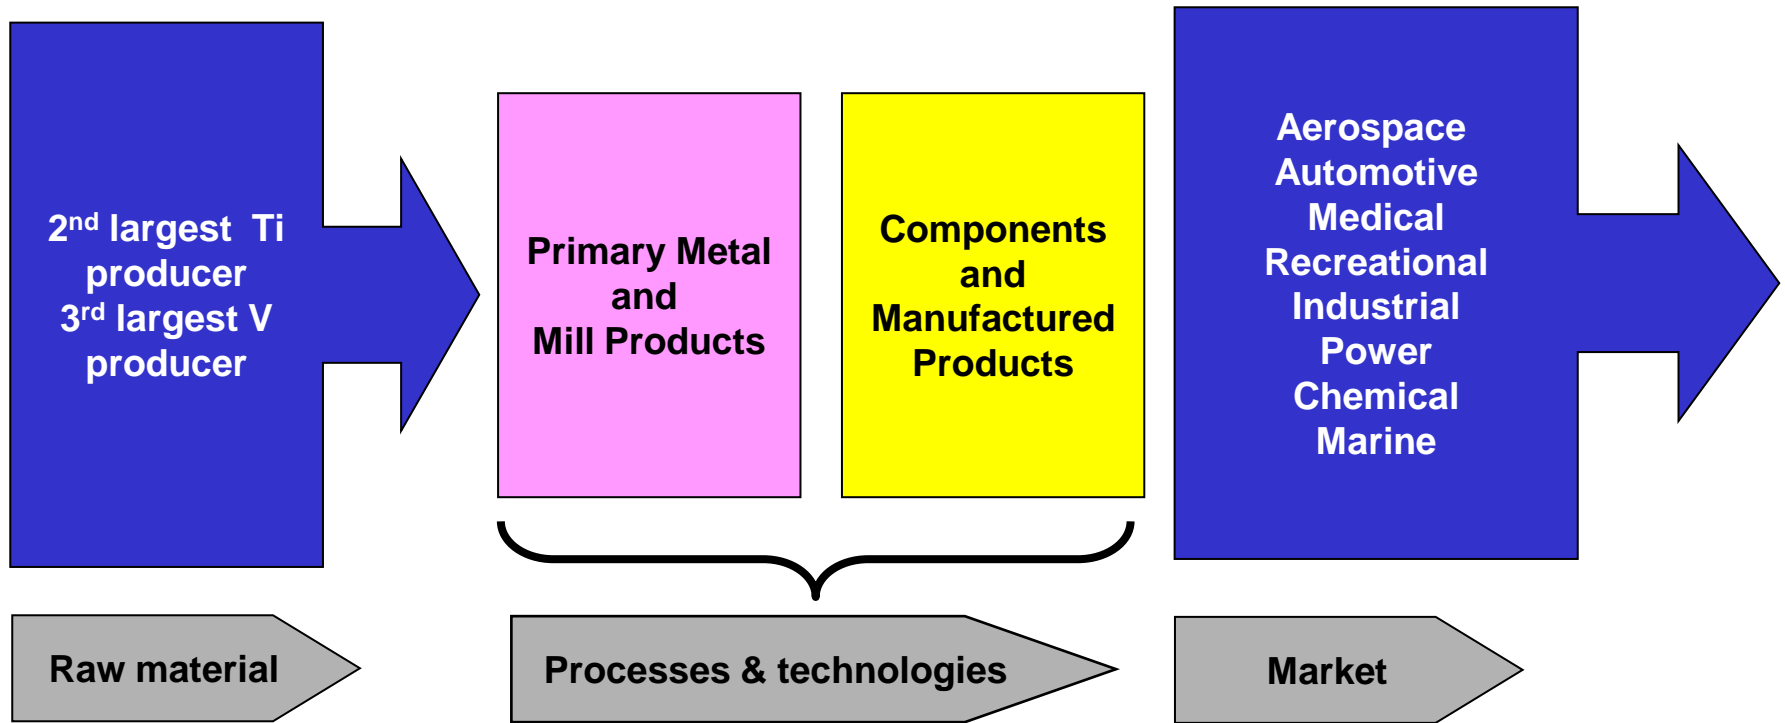 2nd largest Ti
producer
3rd largest V
producer
Primary Metal
and
Mill Products
Components
and
Manufactured
Products
Aerospace
Automotive
Medical
Recreational
Industrial
Power
Chemical
Marine
Raw material
Processes & technologies
Market